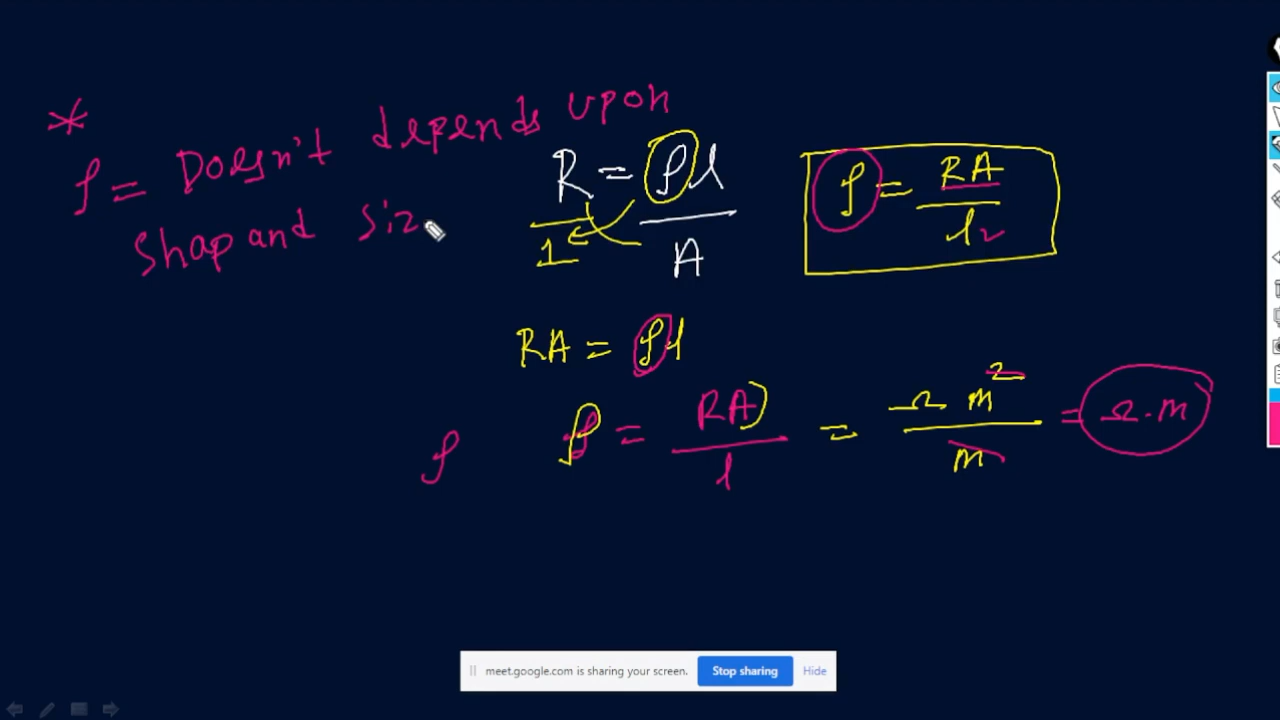 *
ρ = Doesn't depends upon
Shap and Siz
R = ρl
1 A
ρ = RA
l
RA = ρl
ρ ρ = RA = Ω m² = Ω.m
l m
meet.google.com is sharing your screen. Stop sharing Hide